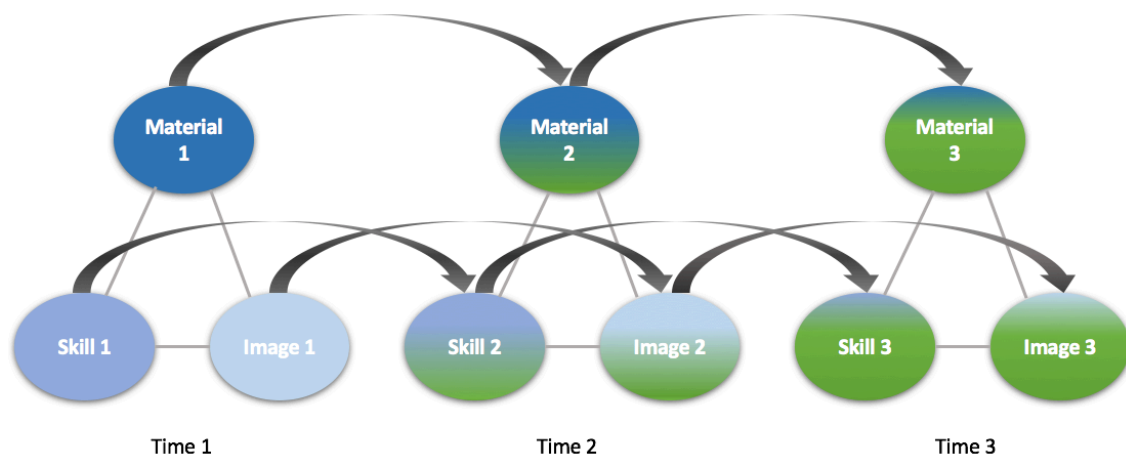 Material
1
Material
2
Material
3
Skill 1
Image 1
Skill 2
Image 2
Skill 3
Image 3
Time 1
Time 2
Time 3